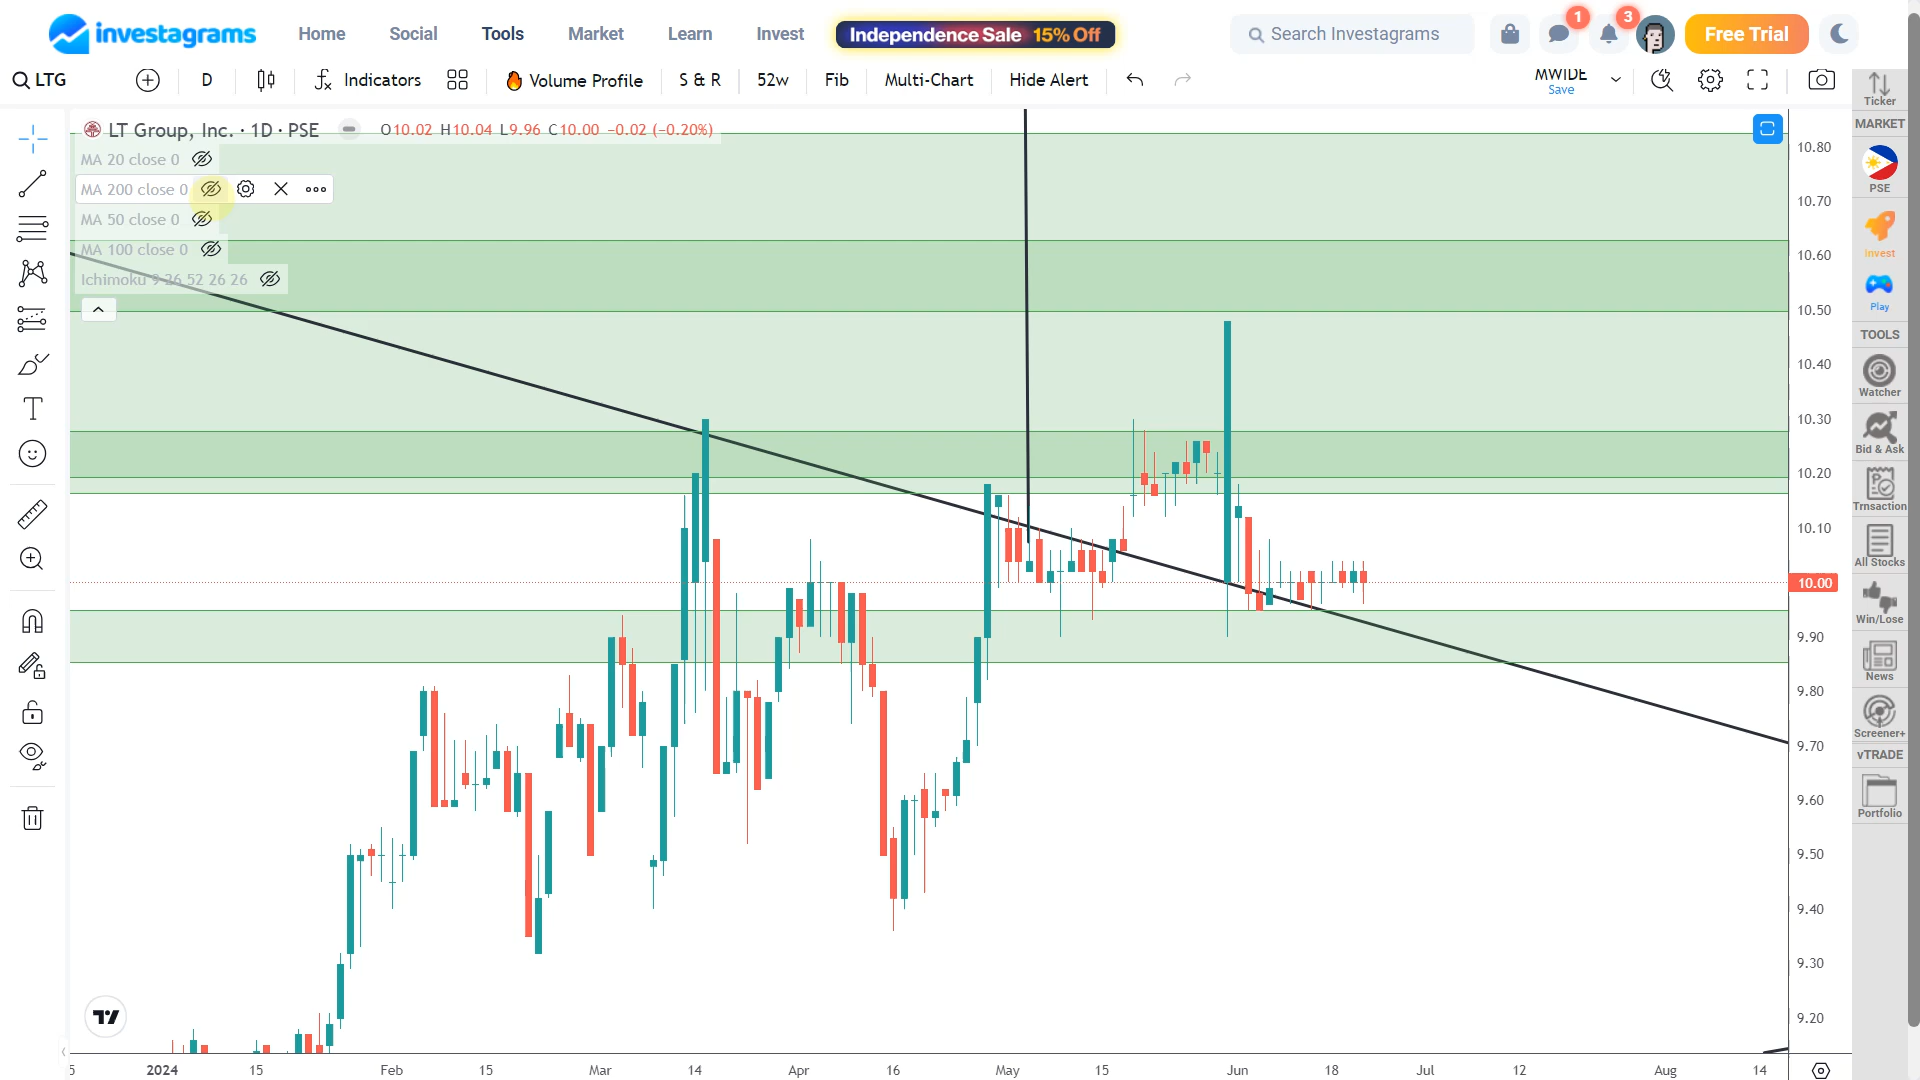 investagrams
Home
Social
Tools
Market
Learn
Invest
Independence Sale 15% Off
Search Investagrams
1
3
Free Trial
LTG
D
Indicators
Volume Profile
S & R
52w
Fib
Multi-Chart
Hide Alert
MWIDE
Save
Ticker
LT Group, Inc. · 1D · PSE
O10.02 H10.04 L9.96 C10.00 −0.02 (−0.20%)
MA 20 close 0
MA 200 close 0
MA 50 close 0
MA 100 close 0
Ichimoku 9 26 52 26 26
10.80
10.70
10.60
10.50
10.40
10.30
10.20
10.10
10.00
9.90
9.80
9.70
9.60
9.50
9.40
9.30
9.20
MARKET
PSE
Invest
Play
TOOLS
Watcher
Bid & Ask
Trnsaction
All Stocks
Win/Lose
News
Screener+
vTRADE
Portfolio
5
2024
15
Feb
15
Mar
14
Apr
16
May
15
Jun
18
Jul
12
Aug
14